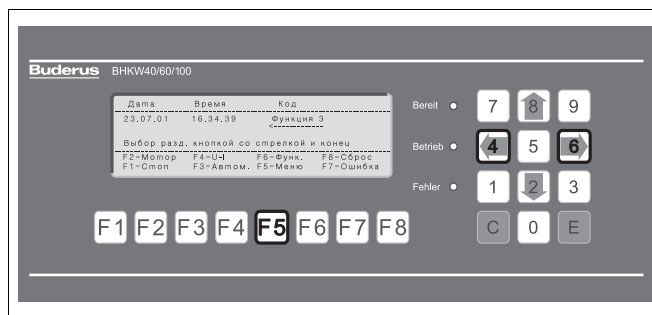 Buderus BHKW40/60/100
Дата Время Код
23.07.01 16.34.39 Функция 3
<-----------
Выбор разд. кнопкой со стрелкой и конец
F2-Мотор F4-U-I F6-Функ. F8-Сброс
F1-Стоп F3-Автом. F5-Меню F7-Ошибка
Bereit
Betrieb
Fehler
7 8 9
4 5 6
1 2 3
C 0 E
F1 F2 F3 F4 F5 F6 F7 F8